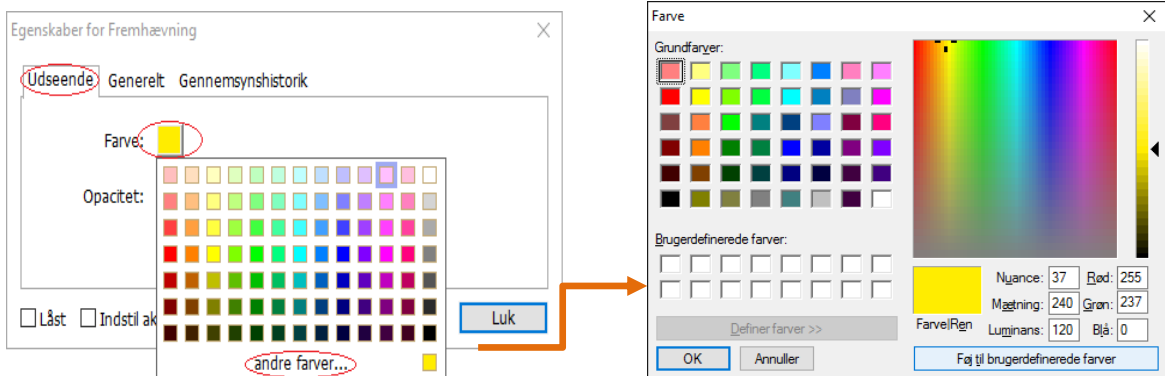 Egenskaber for Fremhævning
Udseende Generelt Gennemsynshistorik
Farve:
Opacitet:
Låst Indstil ak
Luk
andre farver...
Farve
Grundfarver:
Brugerdefinerede farver:
Definer farver >>
OK Annuller
Farve|Ren
Nuance: 37 Rød: 255
Mætning: 240 Grøn: 237
Luminans: 120 Blå: 0
Føj til brugerdefinerede farver